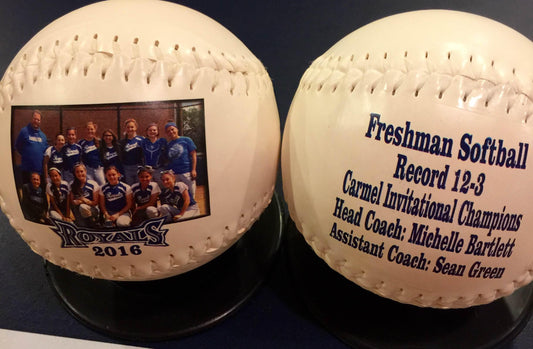 ROYALS
2016
Freshman Softball
Record 12-3
Carmel Invitational Champions
Head Coach: Michelle Bartlett
Assistant Coach: Sean Green